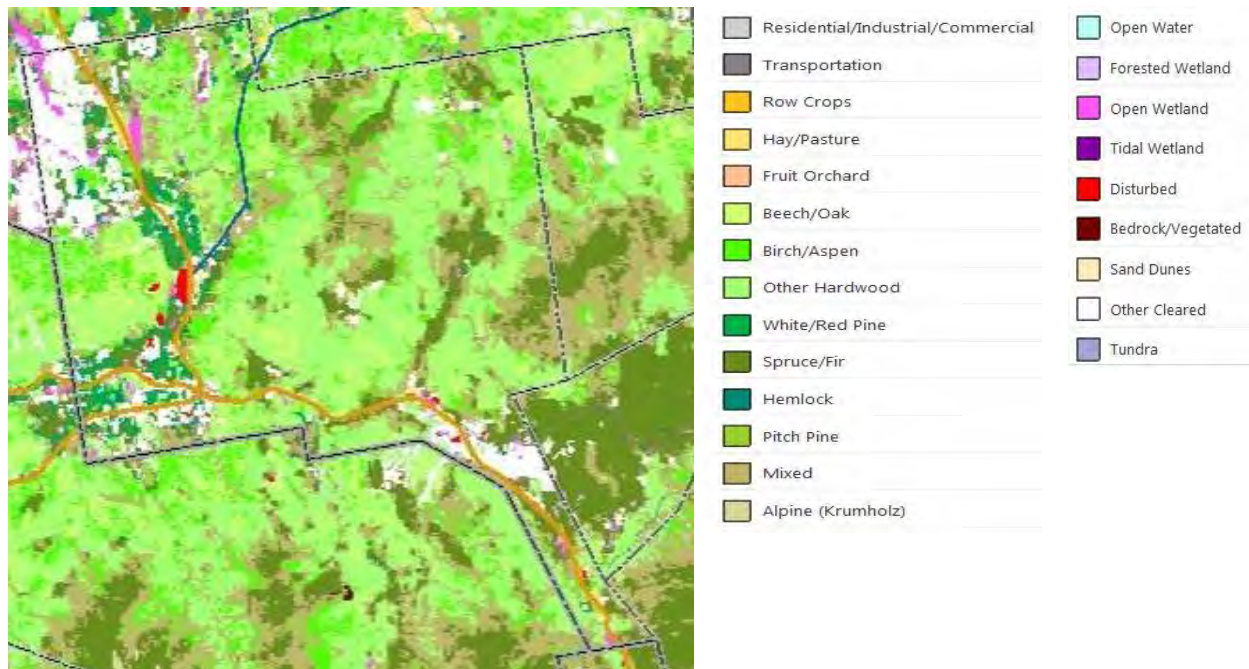 Residential/Industrial/Commercial
Transportation
Row Crops
Hay/Pasture
Fruit Orchard
Beech/Oak
Birch/Aspen
Other Hardwood
White/Red Pine
Spruce/Fir
Hemlock
Pitch Pine
Mixed
Alpine (Krumholz)
Open Water
Forested Wetland
Open Wetland
Tidal Wetland
Disturbed
Bedrock/Vegetated
Sand Dunes
Other Cleared
Tundra